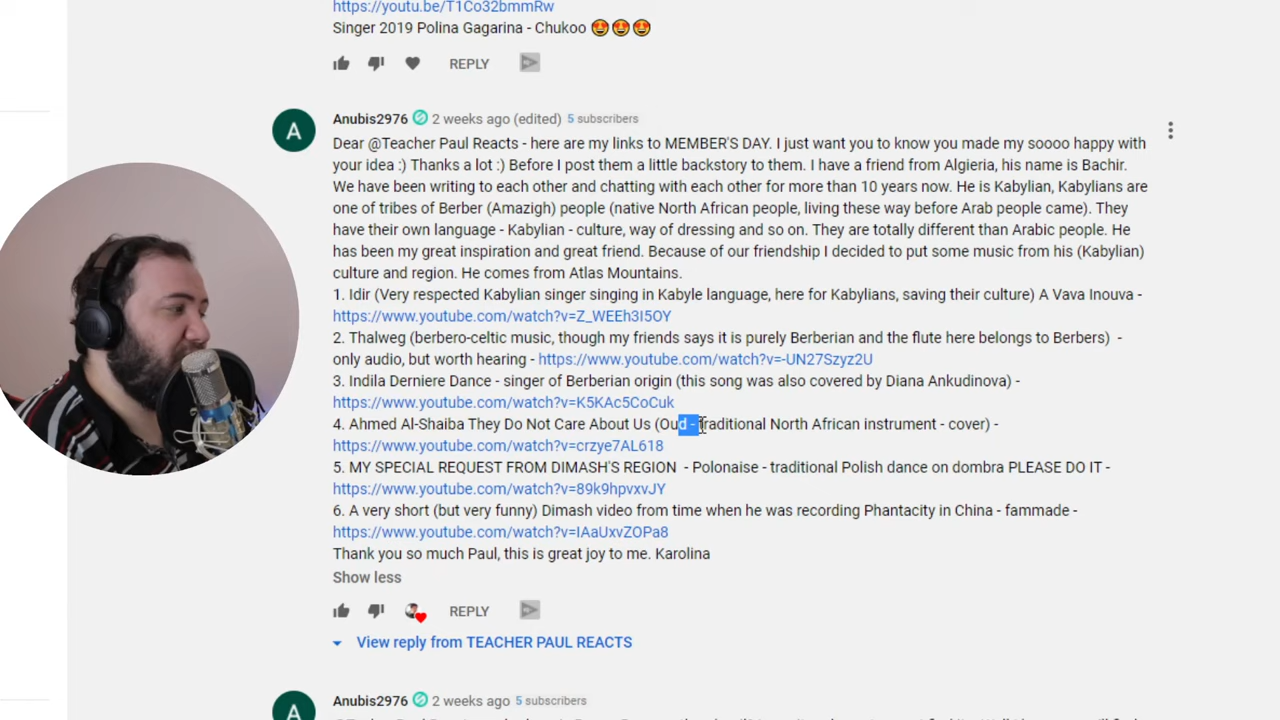 https://youtu.be/T1Co32bmmRw
Singer 2019 Polina Gagarina - Chukoo 😍😍😍
REPLY
A
Anubis2976 2 weeks ago (edited) 5 subscribers
Dear @Teacher Paul Reacts - here are my links to MEMBER'S DAY. I just want you to know you made my soooo happy with
your idea :) Thanks a lot :) Before I post them a little backstory to them. I have a friend from Algieria, his name is Bachir.
We have been writing to each other and chatting with each other for more than 10 years now. He is Kabylian, Kabylians are
one of tribes of Berber (Amazigh) people (native North African people, living these way before Arab people came). They
have their own language - Kabylian - culture, way of dressing and so on. They are totally different than Arabic people. He
has been my great inspiration and great friend. Because of our friendship I decided to put some music from his (Kabylian)
culture and region. He comes from Atlas Mountains.
1. Idir (Very respected Kabylian singer singing in Kabyle language, here for Kabylians, saving their culture) A Vava Inouva -
https://www.youtube.com/watch?v=Z_WEEh3I5OY
2. Thalweg (berbero-celtic music, though my friends says it is purely Berberian and the flute here belongs to Berbers) -
only audio, but worth hearing - https://www.youtube.com/watch?v=-UN27Szyz2U
3. Indila Derniere Dance - singer of Berberian origin (this song was also covered by Diana Ankudinova) -
https://www.youtube.com/watch?v=K5KAc5CoCuk
4. Ahmed Al-Shaiba They Do Not Care About Us (Oud - traditional North African instrument - cover) -
https://www.youtube.com/watch?v=crzye7AL618
5. MY SPECIAL REQUEST FROM DIMASH'S REGION - Polonaise - traditional Polish dance on dombra PLEASE DO IT -
https://www.youtube.com/watch?v=89k9hpvxvJY
6. A very short (but very funny) Dimash video from time when he was recording Phantacity in China - fammade -
https://www.youtube.com/watch?v=IAaUxvZOPa8
Thank you so much Paul, this is great joy to me. Karolina
Show less
REPLY
View reply from TEACHER PAUL REACTS
A
Anubis2976 2 weeks ago 5 subscribers